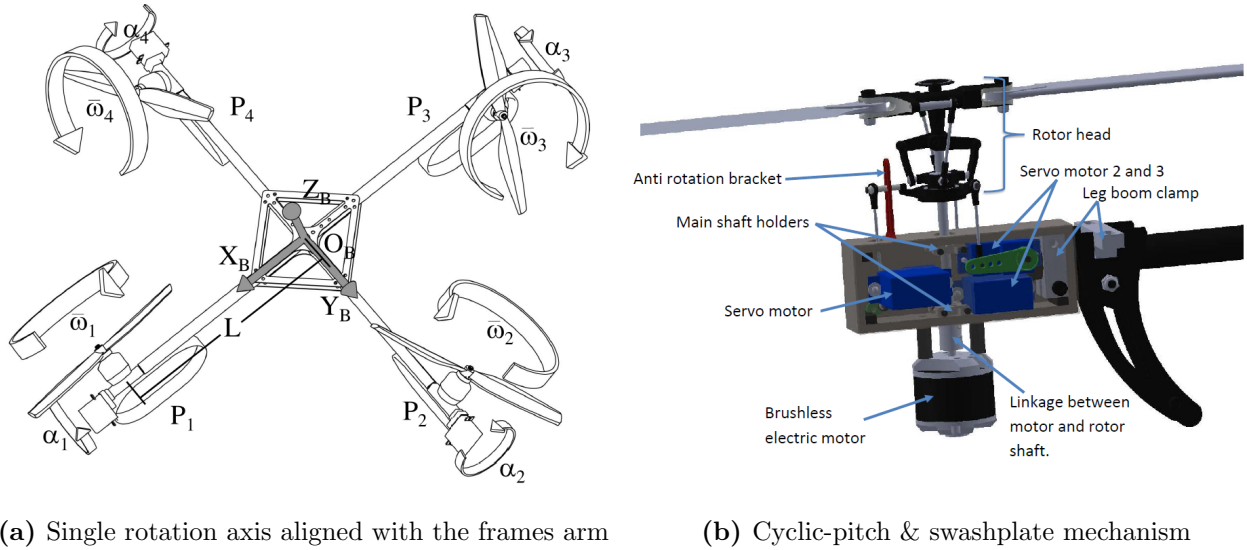 α4
α3
ω̅4
P4
P3
ω̅3
ZB
XB
OB
YB
ω̅1
L
ω̅2
P1
P2
α1
α2
Rotor head
Anti rotation bracket
Servo motor 2 and 3
Leg boom clamp
Main shaft holders
Servo motor
Brushless
electric motor
Linkage between
motor and rotor
shaft.
(a) Single rotation axis aligned with the frames arm
(b) Cyclic-pitch & swashplate mechanism